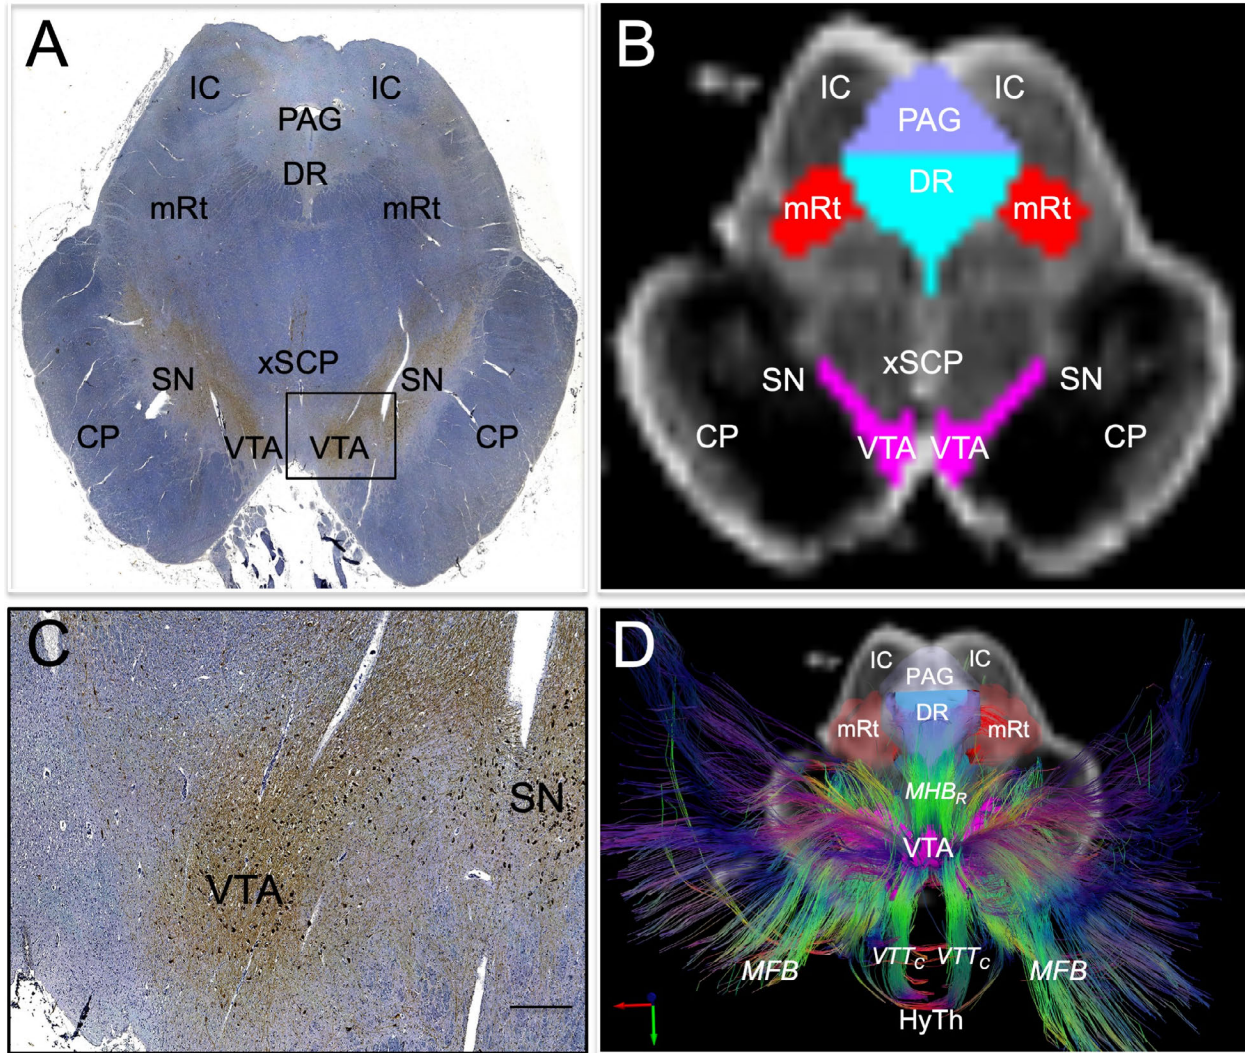 A
IC IC
PAG
DR
mRt mRt
SN xSCP SN
VTA VTA
CP CP
B
IC IC
PAG
DR
mRt mRt
xSCP
SN SN
CP CP
VTA VTA
C
SN
VTA
D
IC IC
PAG
DR
mRt mRt
MHBR
VTA
VTTC VTTC
MFB MFB
HyTh